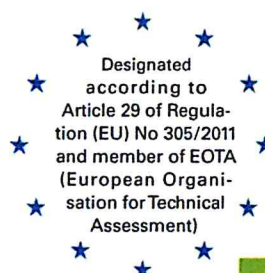 Designated
according to
Article 29 of Regula-
tion (EU) No 305/2011
and member of EOTA
(European Organi-
sation for Technical
Assessment)